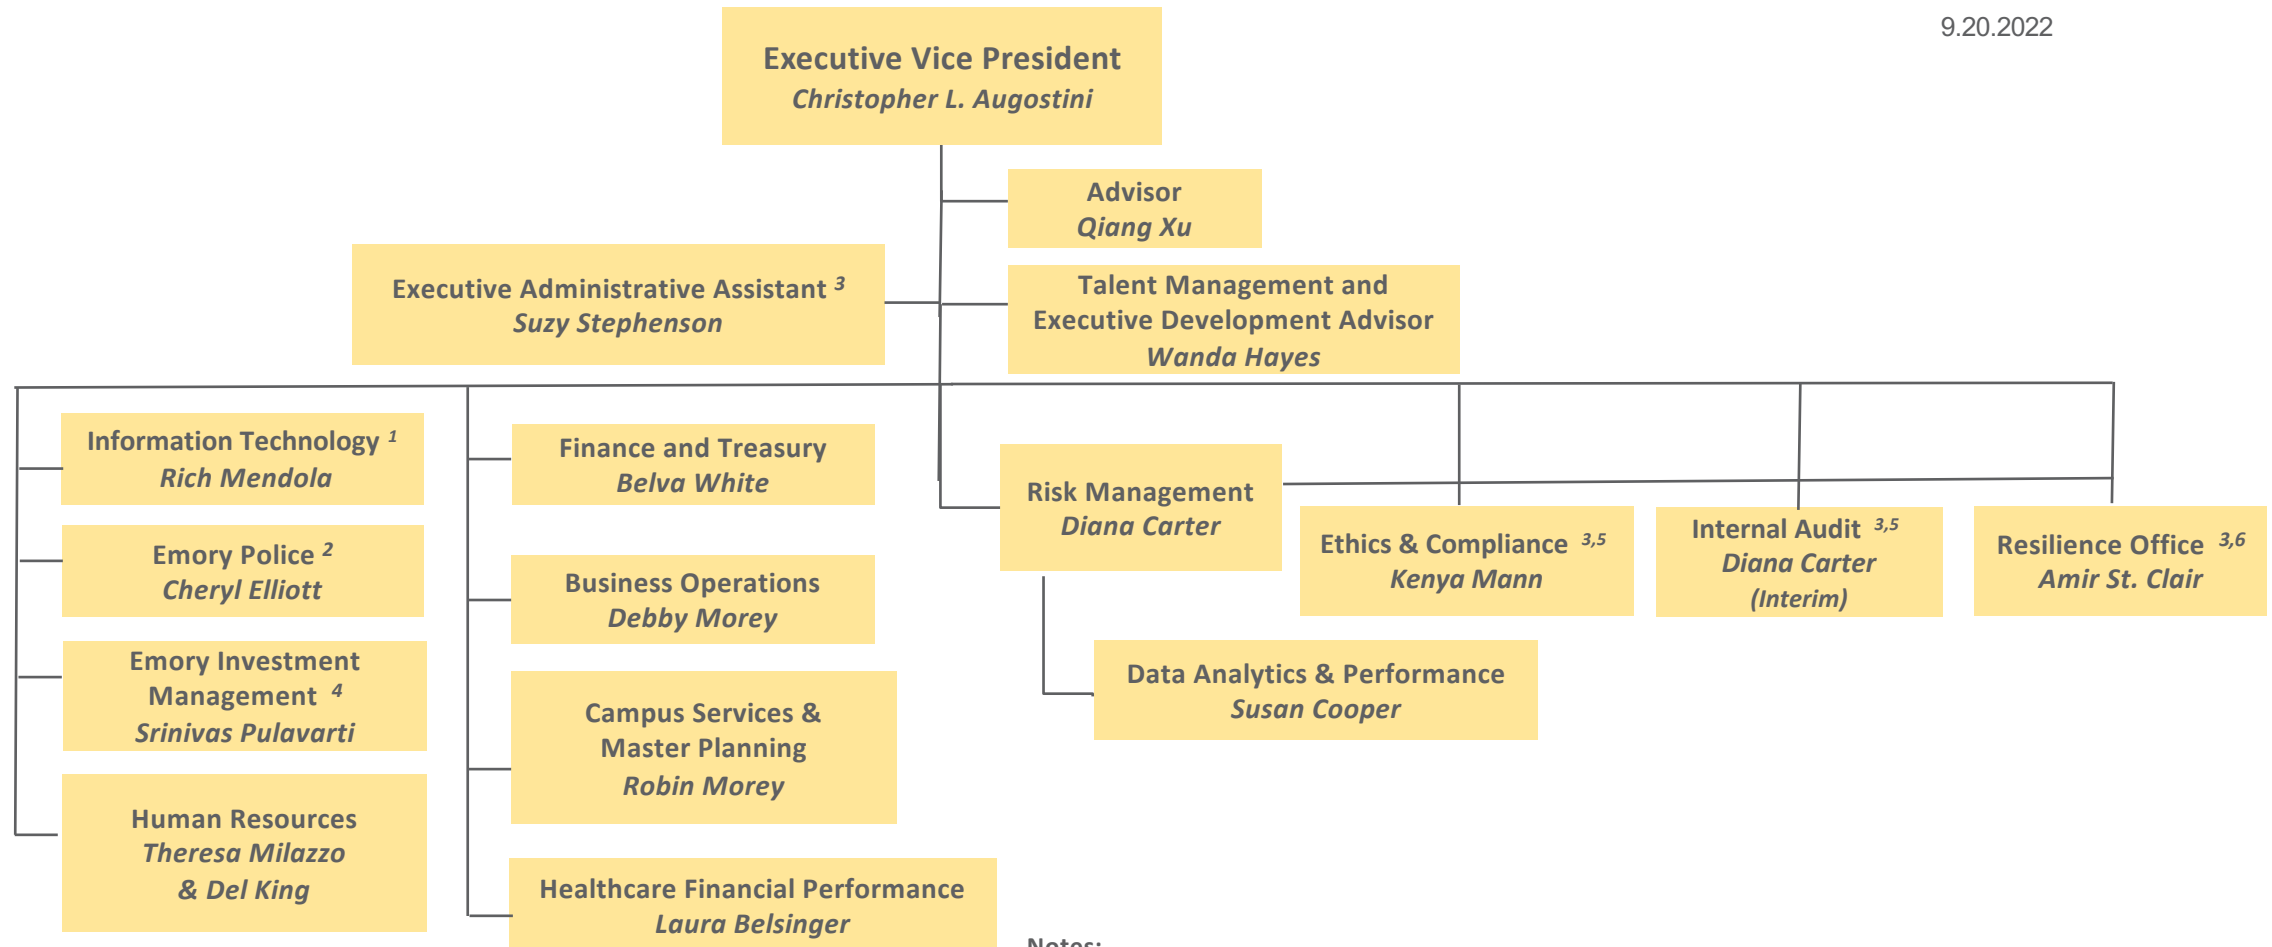 9.20.2022
Executive Vice President
Christopher L. Augostini
Advisor
Qiang Xu
Executive Administrative Assistant 3
Suzy Stephenson
Talent Management and
Executive Development Advisor
Wanda Hayes
Information Technology 1
Rich Mendola
Emory Police 2
Cheryl Elliott
Emory Investment
Management 4
Srinivas Pulavarti
Human Resources
Theresa Milazzo
& Del King
Finance and Treasury
Belva White
Business Operations
Debby Morey
Campus Services &
Master Planning
Robin Morey
Healthcare Financial Performance
Laura Belsinger
Risk Management
Diana Carter
Data Analytics & Performance
Susan Cooper
Ethics & Compliance 3,5
Kenya Mann
Internal Audit 3,5
Diana Carter
(Interim)
Resilience Office 3,6
Amir St. Clair
Notes: